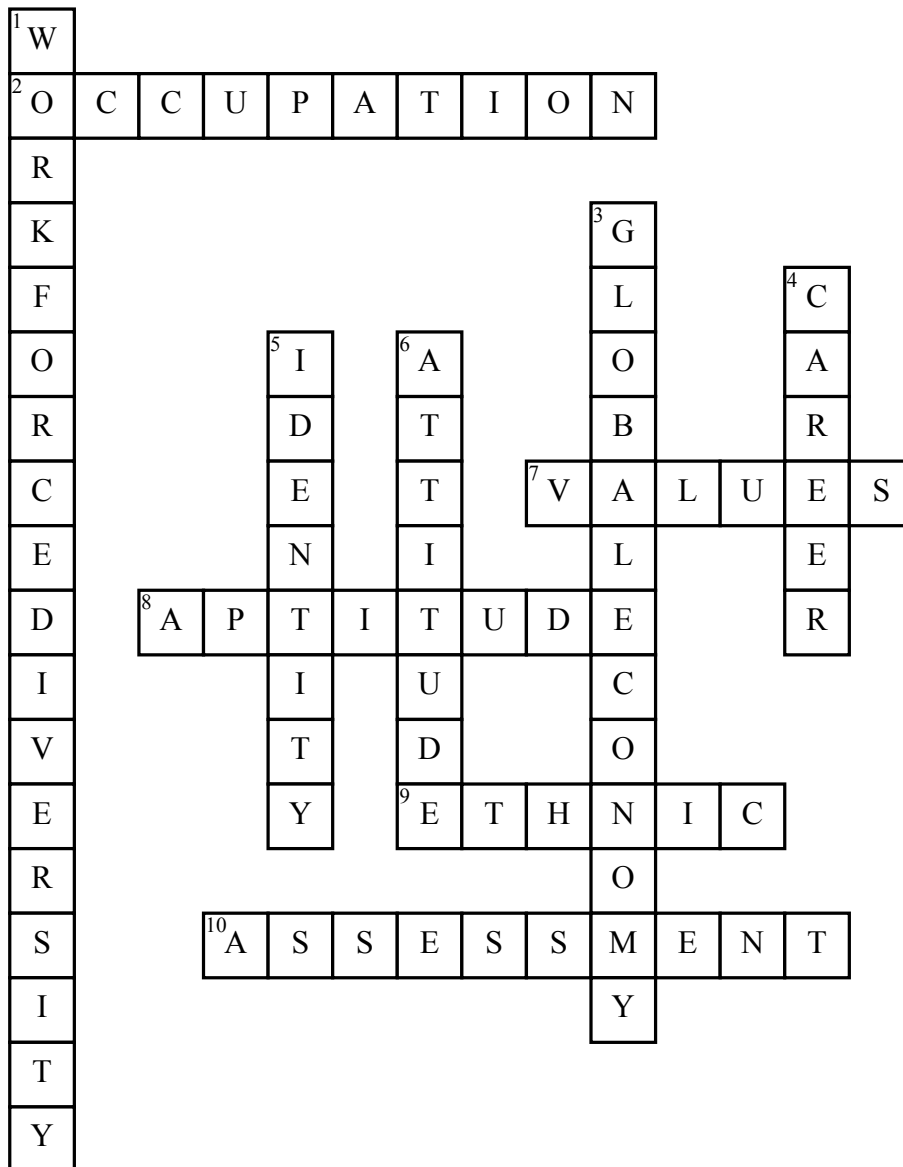 1 W
2 O C C U P A T I O N
R
K 3 G
F L 4 C
O 5 I 6 A O A
R D T B R
C E T 7 V A L U E S
E N I L E
D 8 A P T I T U D E R
I I U C
V T D O
E Y 9 E T H N I C
R O
S 10 A S S E S S M E N T
I Y
T
Y